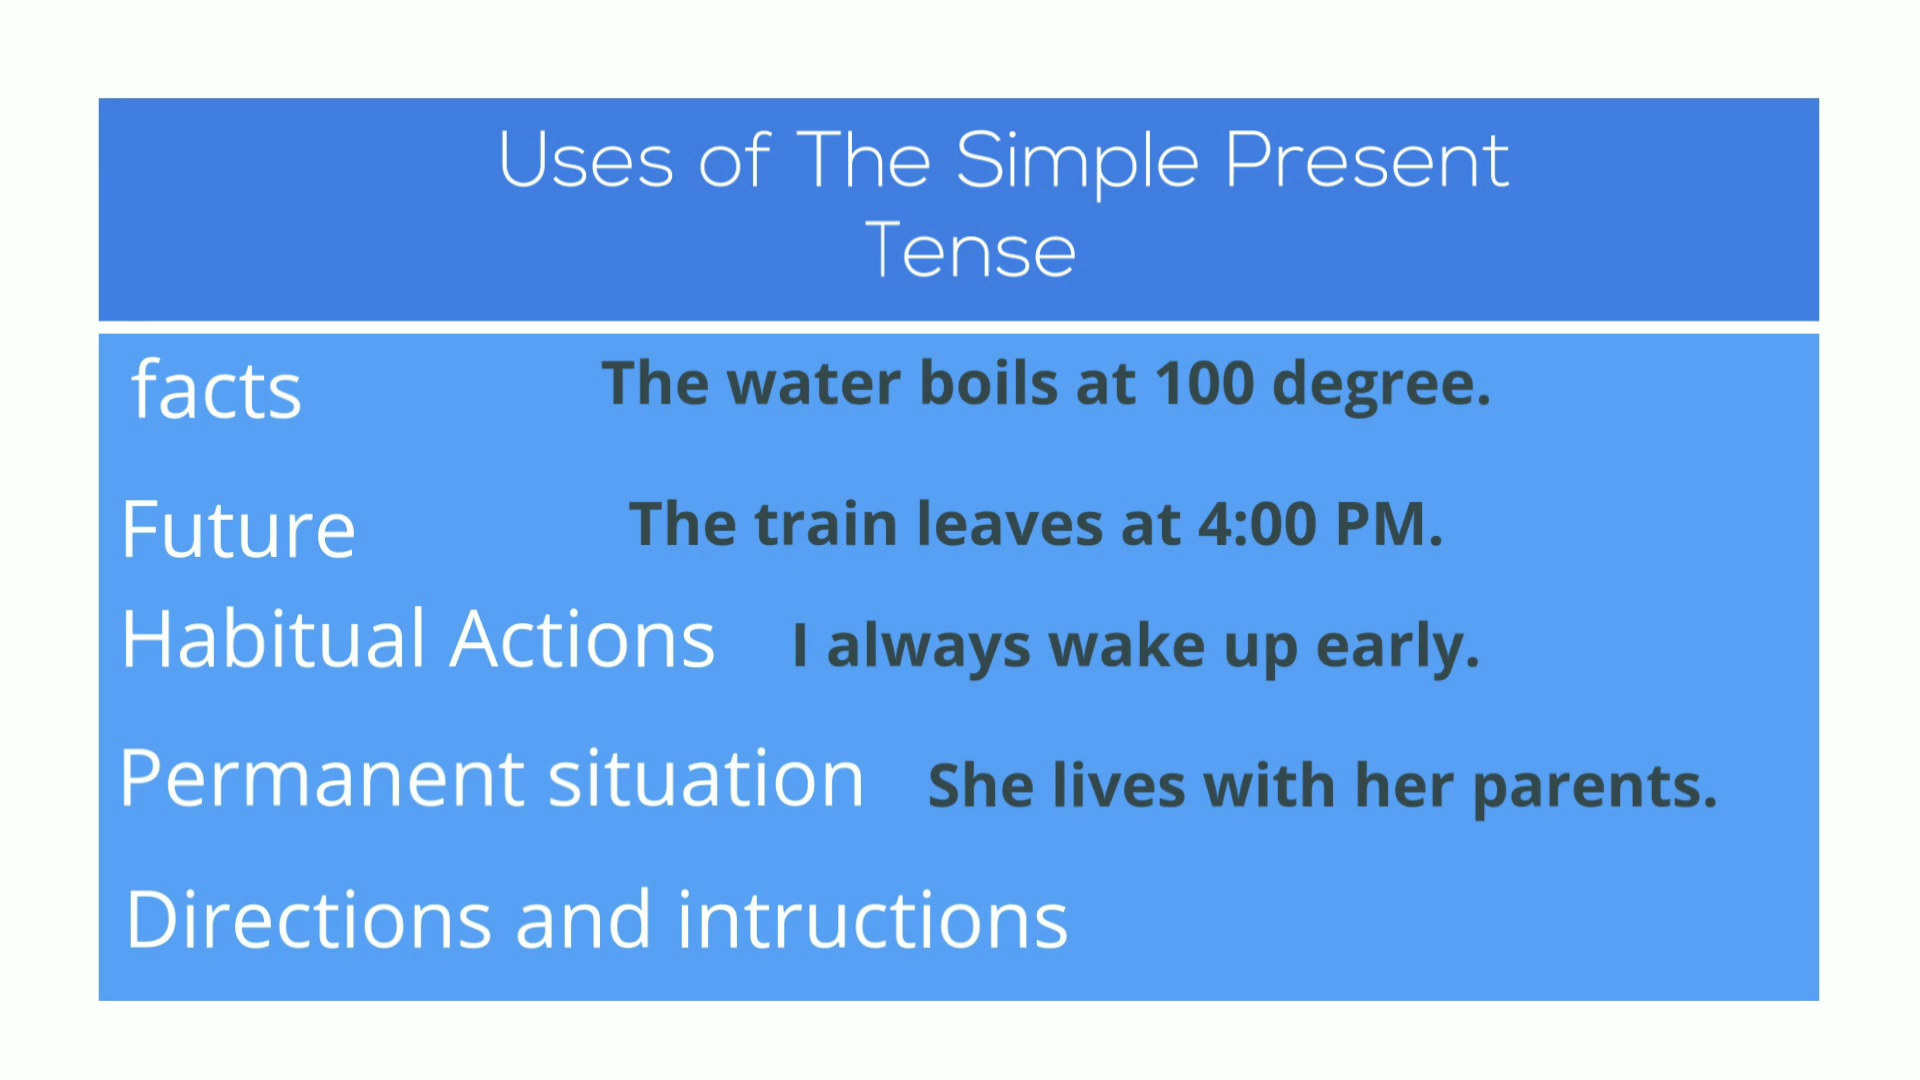 Uses of The Simple Present
Tense
facts The water boils at 100 degree.
Future The train leaves at 4:00 PM.
Habitual Actions I always wake up early.
Permanent situation She lives with her parents.
Directions and intructions